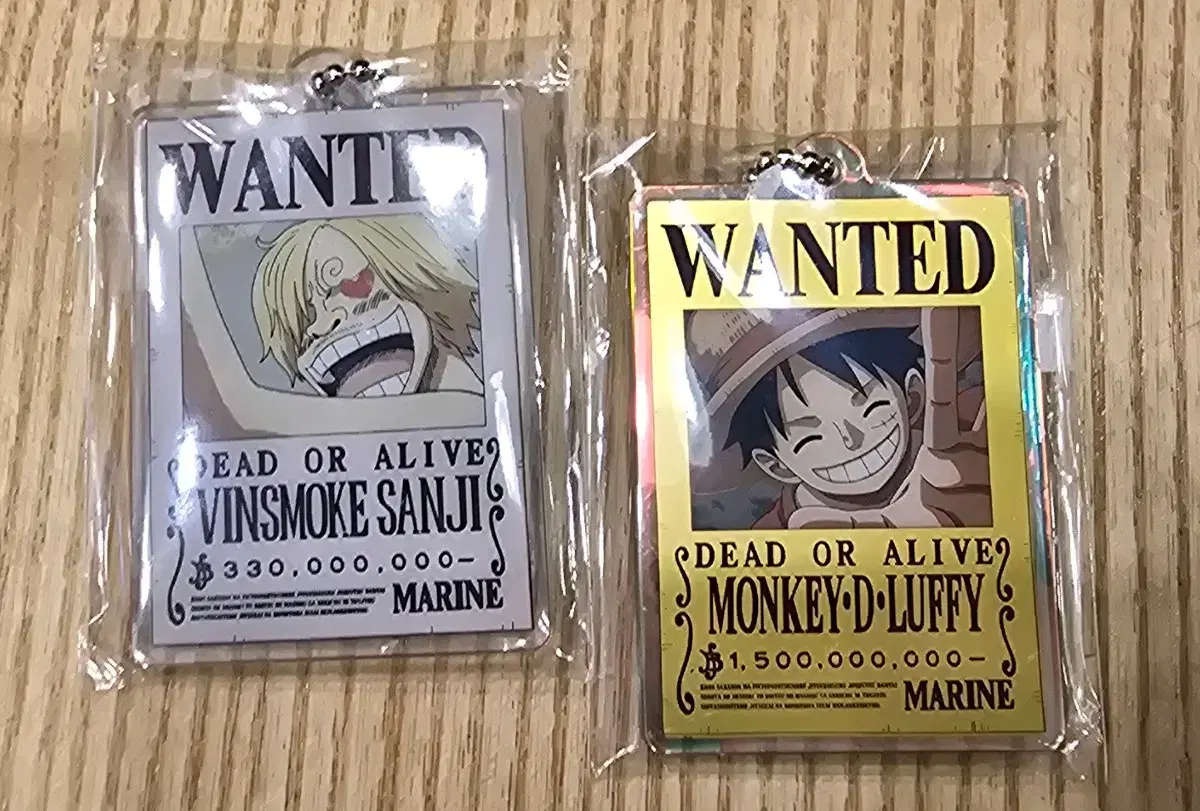 WANTED
DEAD OR ALIVE
VINSMOKE SANJI
330,000,000-
MARINE
WANTED
DEAD OR ALIVE
MONKEY·D·LUFFY
1,500,000,000-
MARINE